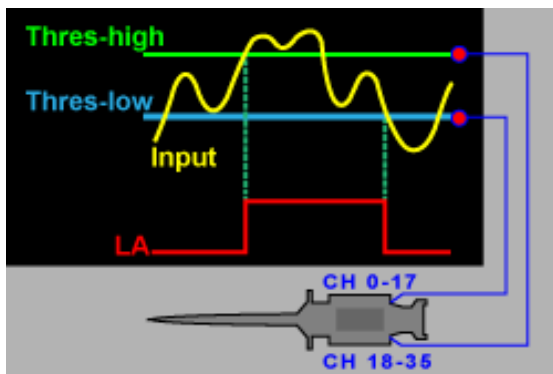 Thres-high
Thres-low
Input
LA
CH 0-17
CH 18-35